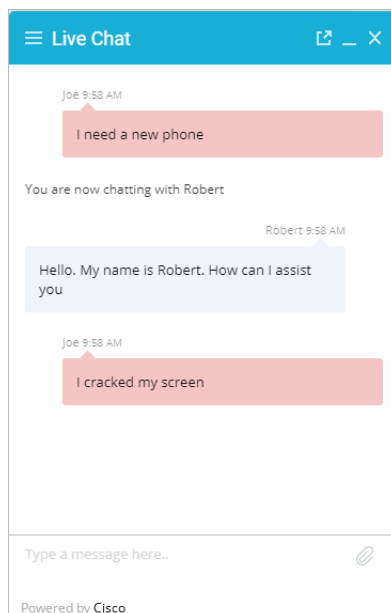 Live Chat
Joe 9:58 AM
I need a new phone
You are now chatting with Robert
Robert 9:58 AM
Hello. My name is Robert. How can I assist
you
Joe 9:58 AM
I cracked my screen
Type a message here..
Powered by Cisco